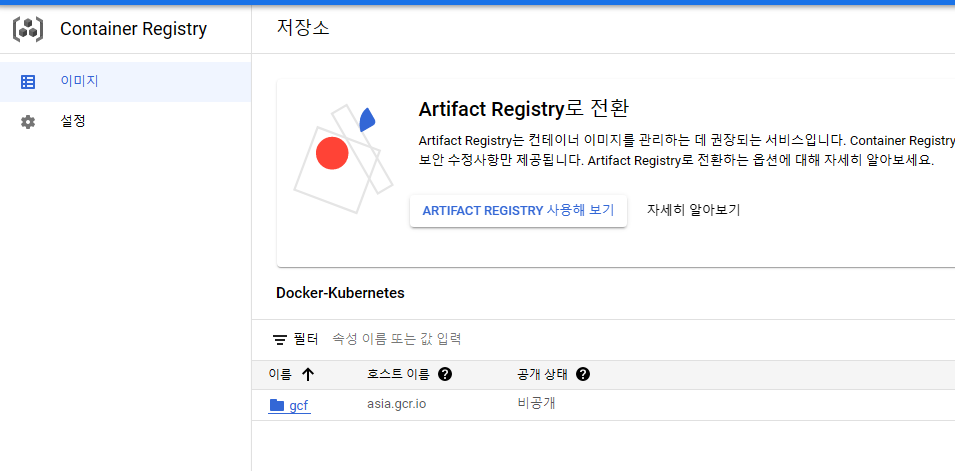 Container Registry
저장소
이미지
설정
Artifact Registry로 전환
Artifact Registry는 컨테이너 이미지를 관리하는 데 권장되는 서비스입니다. Container Registry
보안 수정사항만 제공됩니다. Artifact Registry로 전환하는 옵션에 대해 자세히 알아보세요.
ARTIFACT REGISTRY 사용해 보기 자세히 알아보기
Docker-Kubernetes
필터 속성 이름 또는 값 입력
이름 호스트 이름 공개 상태
gcf asia.gcr.io 비공개